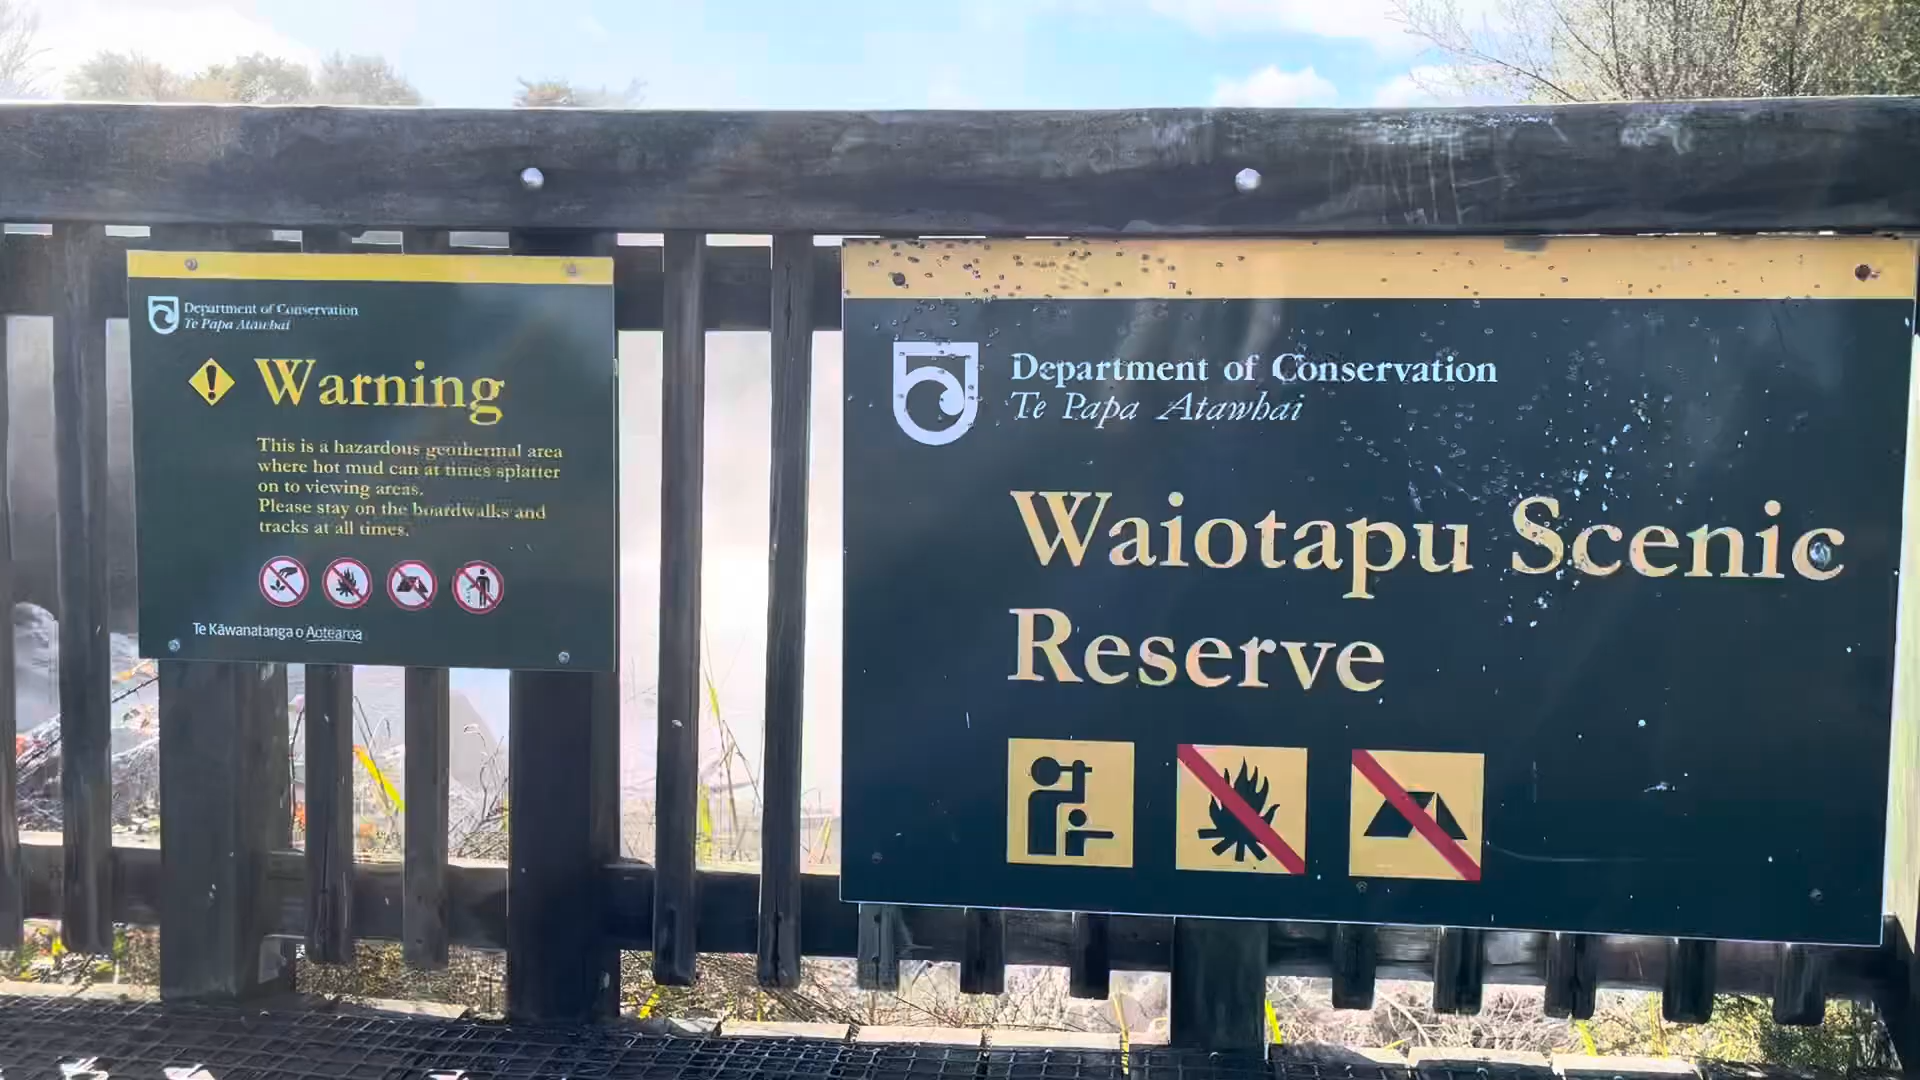 Department of Conservation
Te Papa Atawhai
Warning
This is a hazardous geothermal area
where hot mud can at times splatter
on to viewing areas.
Please stay on the boardwalks and
tracks at all times.
Te Kāwanatanga o Aotearoa
Department of Conservation
Te Papa Atawhai
Waiotapu Scenic
Reserve